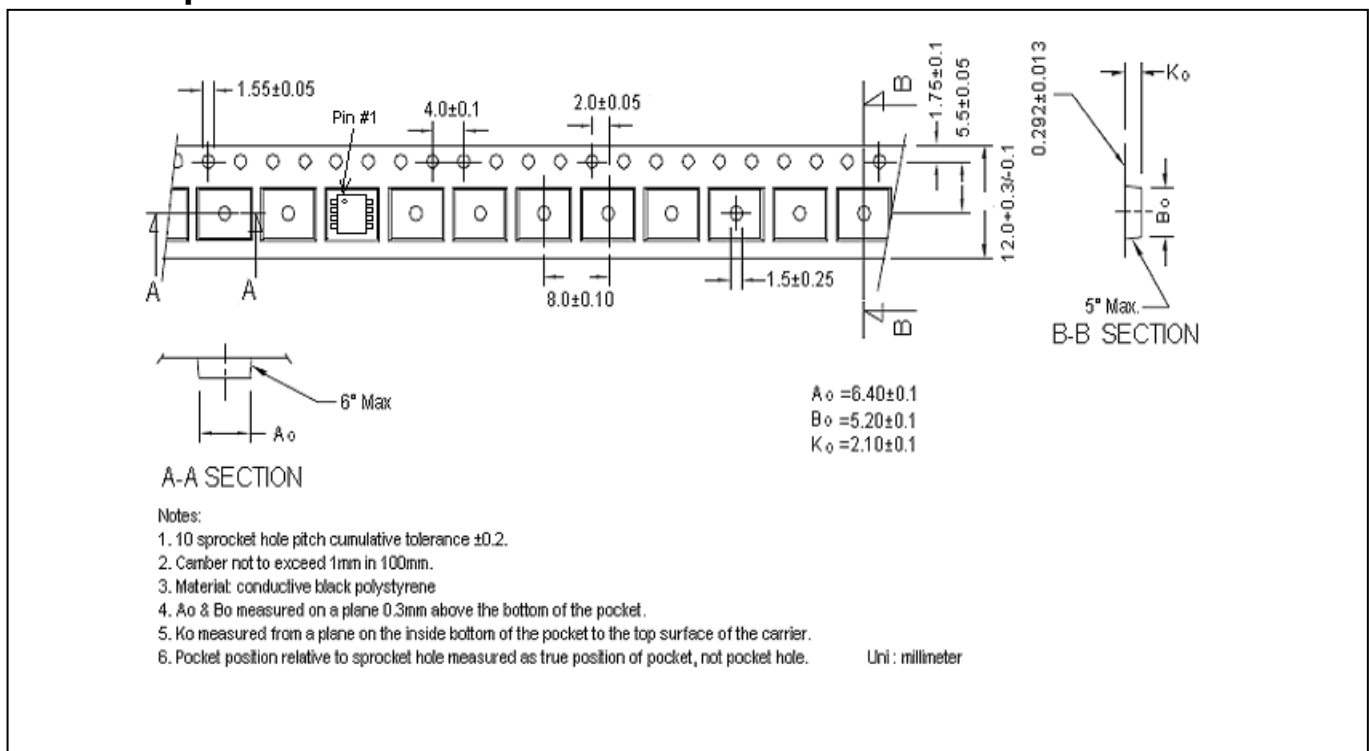 1.55±0.05
Pin #1
4.0±0.1
2.0±0.05
B
1.75±0.1
5.5±0.05
12.0+0.3/-0.1
0.292±0.013
Ko
Bo
5° Max.
B-B SECTION
A
A
8.0±0.10
1.5±0.25
B
6° Max
Ao
A-A SECTION
Ao =6.40±0.1
Bo =5.20±0.1
Ko =2.10±0.1
Notes:
1. 10 sprocket hole pitch cumulative tolerance ±0.2.
2. Camber not to exceed 1mm in 100mm.
3. Material: conductive black polystyrene
4. Ao & Bo measured on a plane 0.3mm above the bottom of the pocket.
5. Ko measured from a plane on the inside bottom of the pocket to the top surface of the carrier.
6. Pocket position relative to sprocket hole measured as true position of pocket, not pocket hole. Uni : millimeter